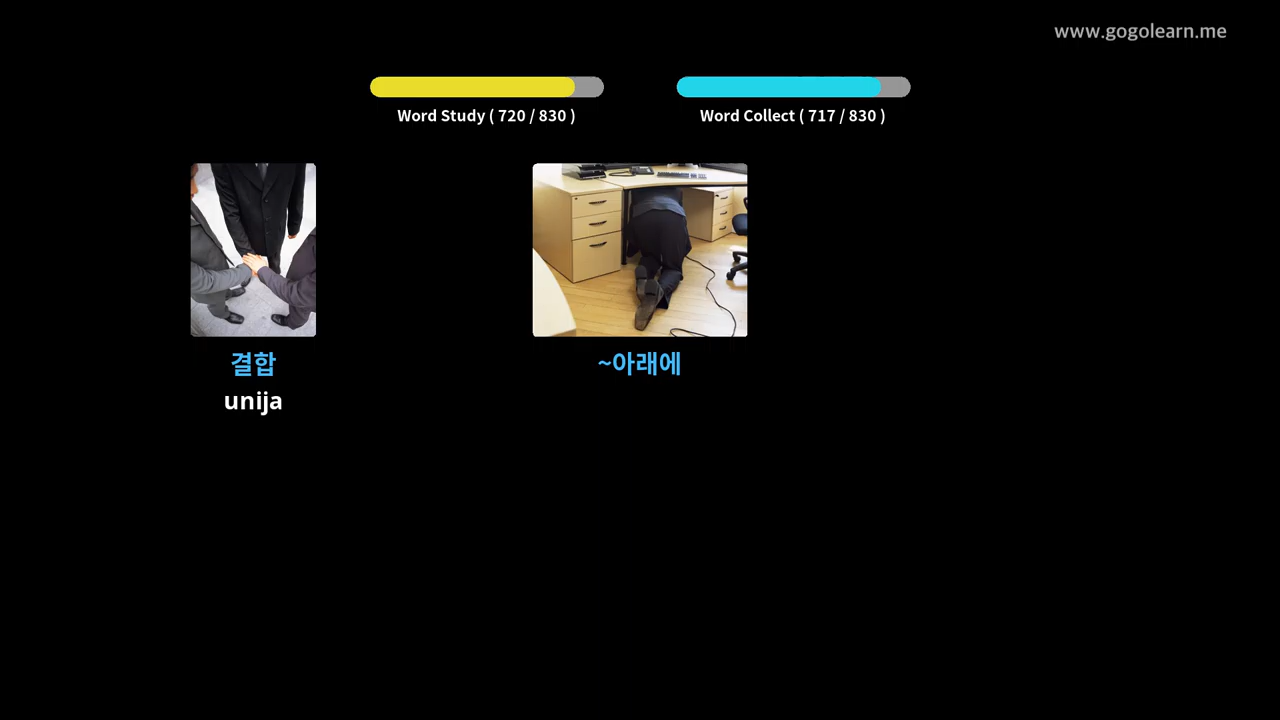 www.gogolearn.me
Word Study ( 720 / 830 )
Word Collect ( 717 / 830 )
결합
unija
~아래에